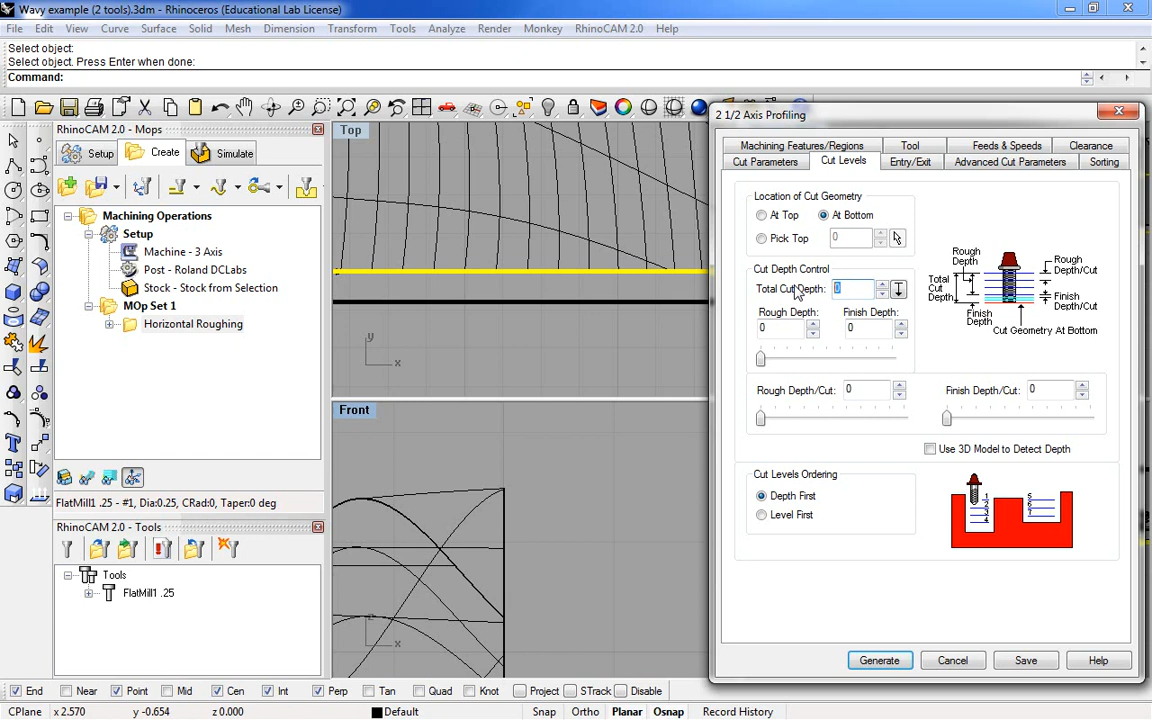 Wavy example (2 tools).3dm - Rhinoceros (Educational Lab License)
File Edit View Curve Surface Solid Mesh Dimension Transform Tools Analyze Render Monkey RhinoCAM 2.0 Help
Select object:
Select object. Press Enter when done:
Command:
RhinoCAM 2.0 - Mops
Setup Create Simulate
Machining Operations
Setup
Machine - 3 Axis
Post - Roland DCLabs
Stock - Stock from Selection
MOp Set 1
Horizontal Roughing
FlatMill1 .25 - #1, Dia:0.25, CRad:0, Taper:0 deg
RhinoCAM 2.0 - Tools
Tools
FlatMill1 .25
Top
y
x
Front
z
x
2 1/2 Axis Profiling
Machining Features/Regions Tool Feeds & Speeds Clearance
Cut Parameters Cut Levels Entry/Exit Advanced Cut Parameters Sorting
Location of Cut Geometry
At Top At Bottom
Pick Top 0
Cut Depth Control
Total Cut Depth: 0
Rough Depth: Finish Depth:
0 0
Rough Depth
Rough Depth/Cut
Total Cut Depth
Finish Depth/Cut
Finish Depth
Cut Geometry At Bottom
Rough Depth/Cut: 0 Finish Depth/Cut: 0
Use 3D Model to Detect Depth
Cut Levels Ordering
Depth First
Level First
1 2 3 4
5 6 7
Generate Cancel Save Help
End Near Point Mid Cen Int Perp Tan Quad Knot Project STrack Disable
CPlane x 2.570 y -0.654 z 0.000 Default Snap Ortho Planar Osnap Record History